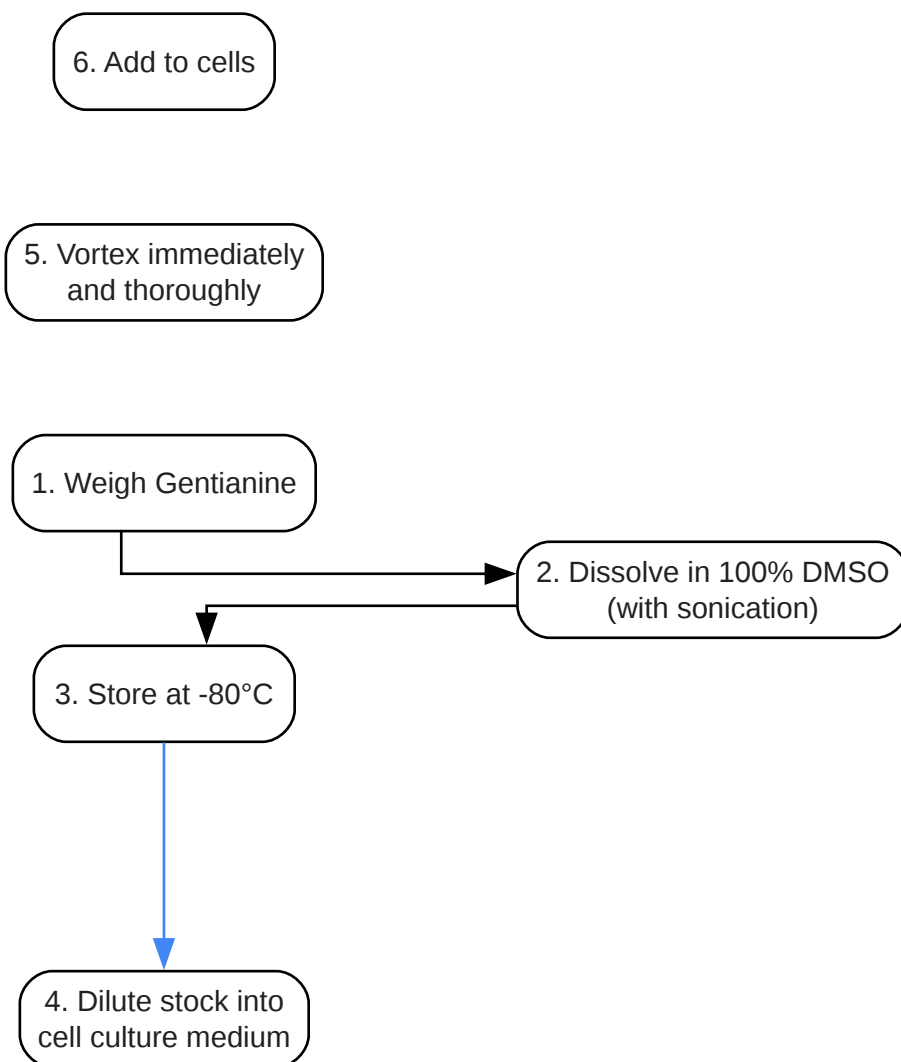 6. Add to cells
5. Vortex immediately
and thoroughly
1. Weigh Gentianine
2. Dissolve in 100% DMSO
(with sonication)
3. Store at -80°C
4. Dilute stock into
cell culture medium